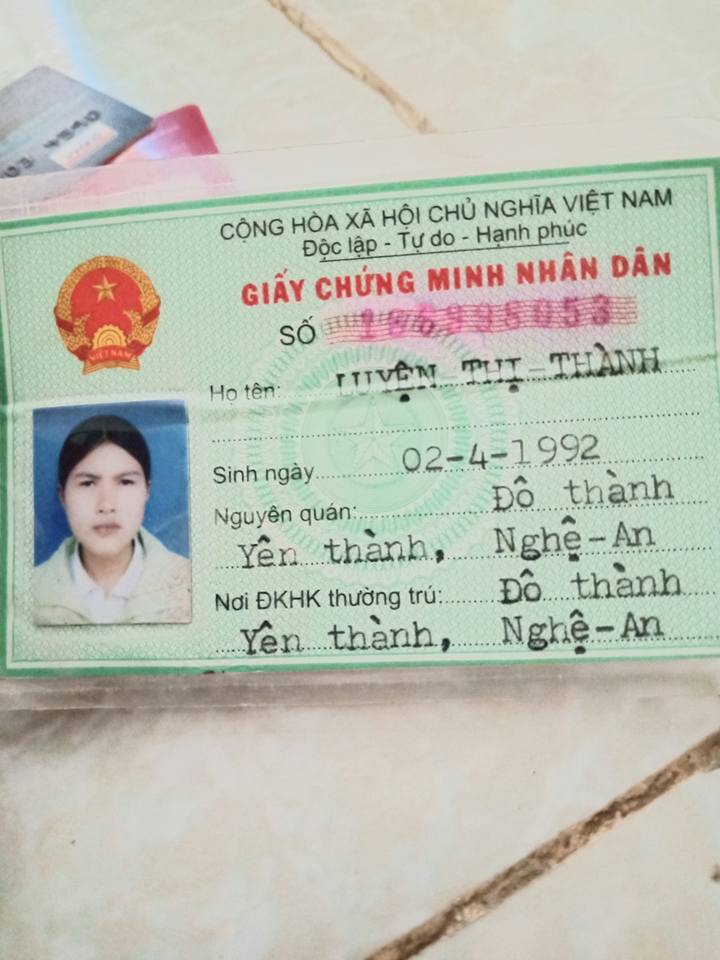 CỘNG HÒA XÃ HỘI CHỦ NGHĨA VIỆT NAM
Độc lập - Tự do - Hạnh phúc
GIẤY CHỨNG MINH NHÂN DÂN
VIỆT NAM
SỐ
Họ tên: LUYỆN-THỊ-THÀNH
Sinh ngày 02-4-1992
Nguyên quán: Đô thành
Yên thành, Nghệ-An
Nơi ĐKHK thường trú: Đô thành
Yên thành, Nghệ-An